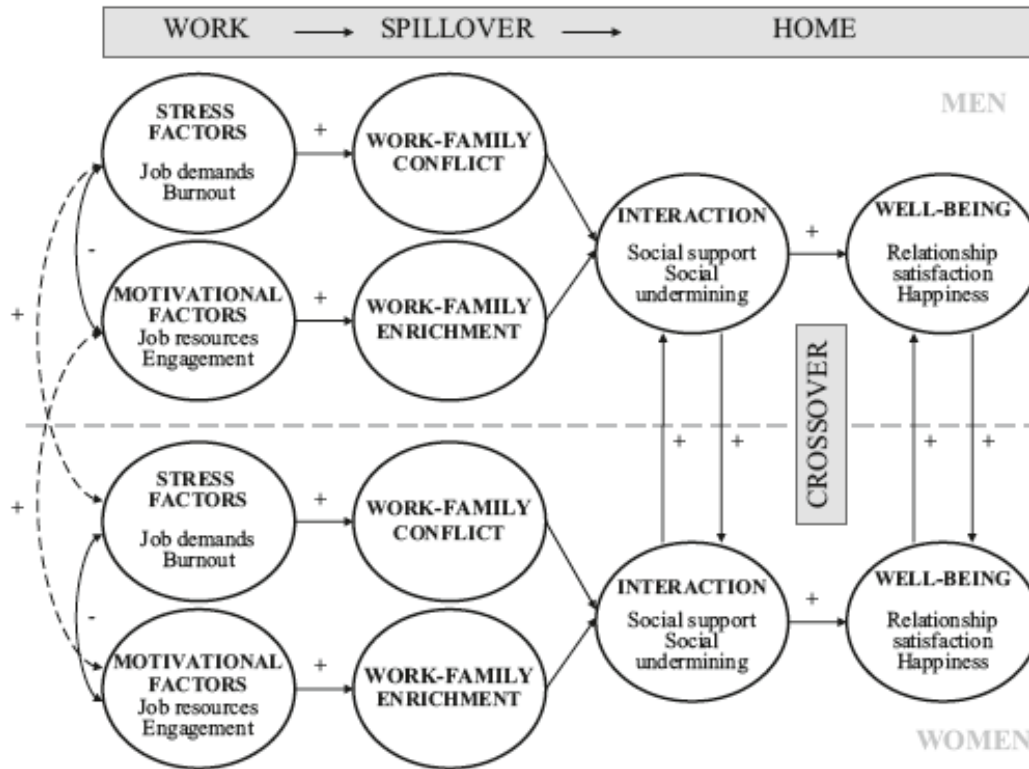 WORK SPILLOVER HOME
MEN
STRESS
FACTORS
Job demands
Burnout
+
WORK-FAMILY
CONFLICT
INTERACTION
Social support
Social
undermining
+
WELL-BEING
Relationship
satisfaction
Happiness
-
+
MOTIVATIONAL
FACTORS
Job resources
Engagement
+
WORK-FAMILY
ENRICHMENT
CROSSOVER
+
+
+
+
+
STRESS
FACTORS
Job demands
Burnout
+
WORK-FAMILY
CONFLICT
INTERACTION
Social support
Social
undermining
+
WELL-BEING
Relationship
satisfaction
Happiness
-
MOTIVATIONAL
FACTORS
Job resources
Engagement
+
WORK-FAMILY
ENRICHMENT
WOMEN